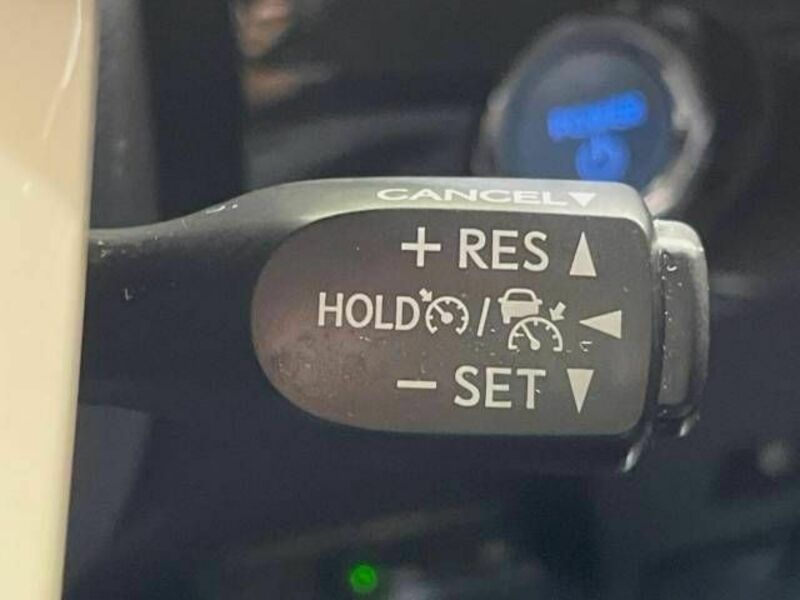 CANCEL▼
+ RES ▲
HOLD / ◀
− SET ▼